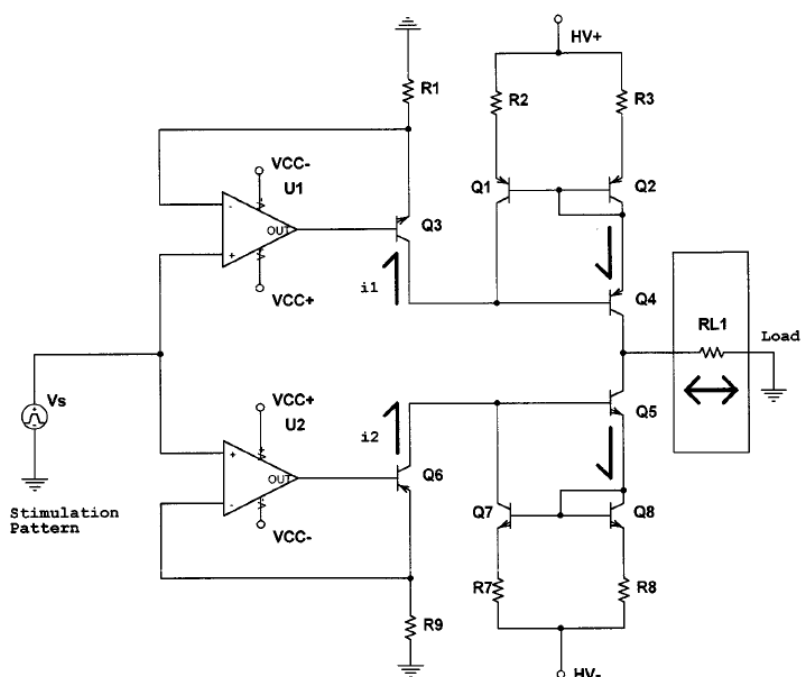 HV+
R1
R2
R3
VCC-
U1
-
+
OUT
VCC+
Q3
i1
Q1
Q2
Q4
RL1
Load
Vs
Stimulation
Pattern
VCC+
U2
+
-
OUT
VCC-
i2
Q6
Q5
Q7
Q8
R9
R7
R8
HV-